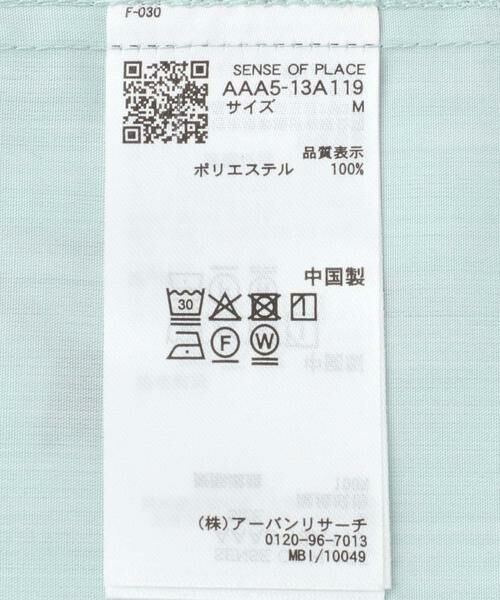 F-030
SENSE OF PLACE
AAA5-13A119
サイズ M
品質表示
ポリエステル 100%
中国製
30
F W
(株)アーバンリサーチ
0120-96-7013
MBI/10049